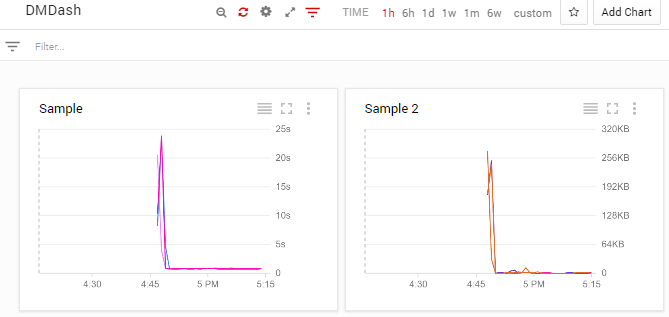 DMDash
TIME 1h 6h 1d 1w 1m 6w custom Add Chart
Filter...
Sample
25s
20s
15s
10s
5s
0
4:30 4:45 5 PM 5:15
Sample 2
320KB
256KB
192KB
128KB
64KB
0
4:30 4:45 5 PM 5:15